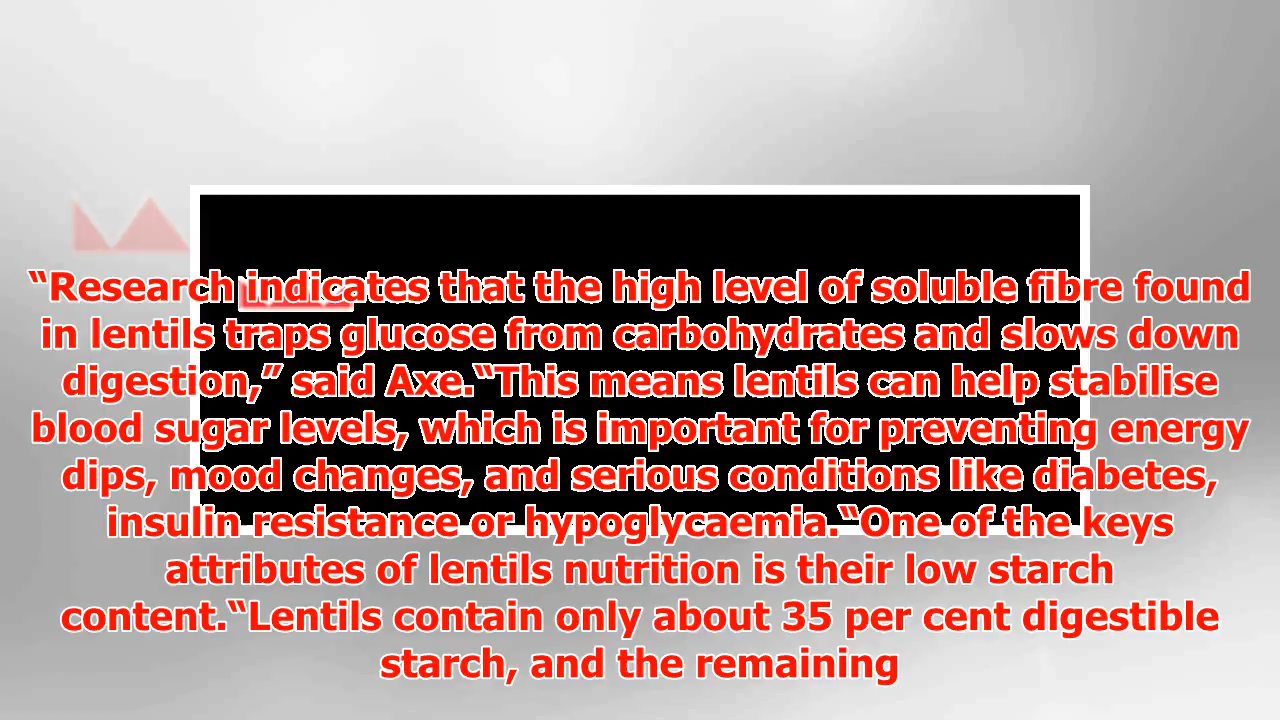 “Research indicates that the high level of soluble fibre found
in lentils traps glucose from carbohydrates and slows down
digestion,” said Axe.“This means lentils can help stabilise
blood sugar levels, which is important for preventing energy
dips, mood changes, and serious conditions like diabetes,
insulin resistance or hypoglycaemia.“One of the keys
attributes of lentils nutrition is their low starch
content.“Lentils contain only about 35 per cent digestible
starch, and the remaining